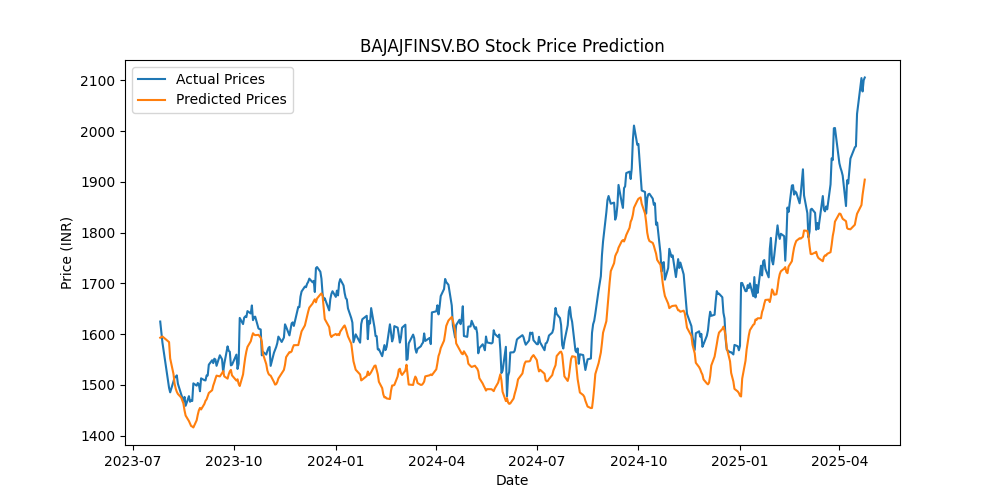 BAJAJFINSV.BO Stock Price Prediction
Actual Prices
Predicted Prices
Price (INR)
2100
2000
1900
1800
1700
1600
1500
1400
2023-07 2023-10 2024-01 2024-04 2024-07 2024-10 2025-01 2025-04
Date